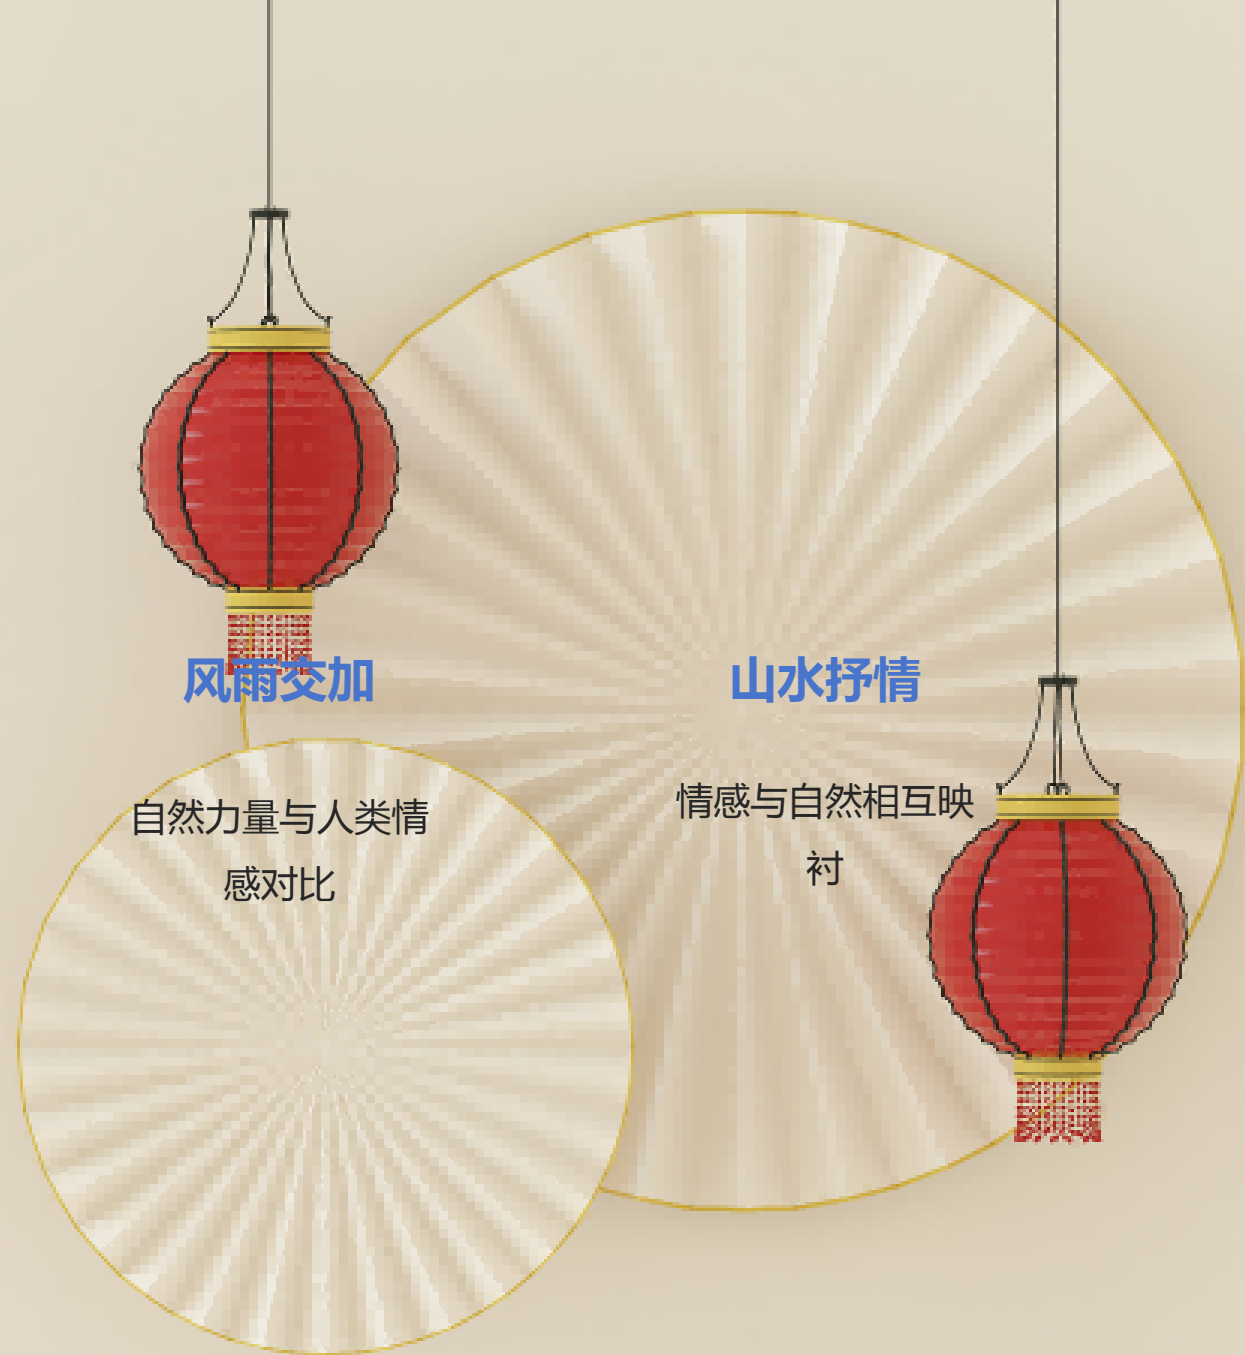 风雨交加
自然力量与人类情
感对比
山水抒情
情感与自然相互映
衬